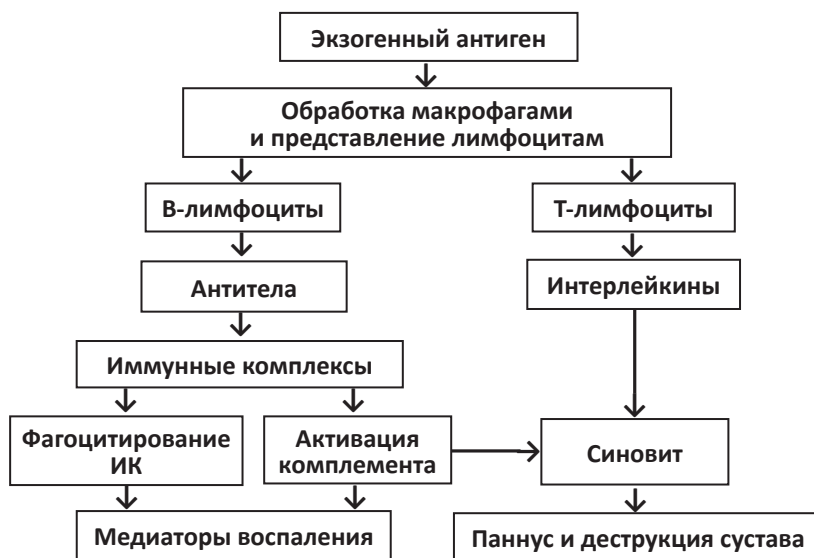 Экзогенный антиген
Обработка макрофагами
и представление лимфоцитам
В-лимфоциты
Т-лимфоциты
Антитела
Интерлейкины
Иммунные комплексы
Фагоцитирование
ИК
Активация
комплемента
Синовит
Медиаторы воспаления
Паннус и деструкция сустава